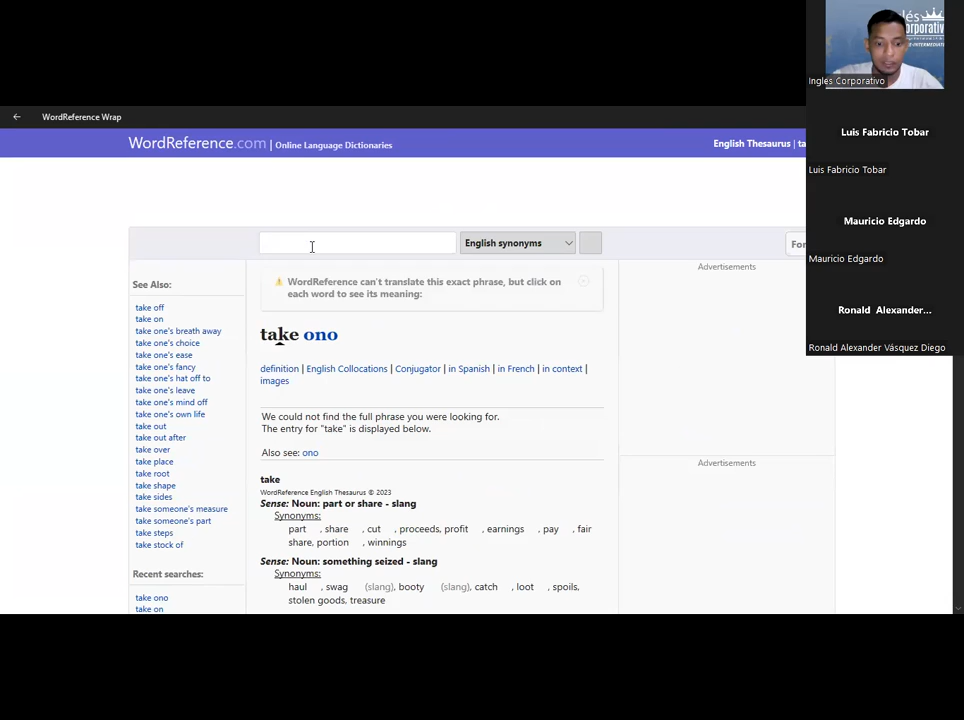 WordReference Wrap
WordReference.com | Online Language Dictionaries
English Thesaurus | ta
English synonyms
For
See Also:
take off
take on
take one's breath away
take one's choice
take one's ease
take one's fancy
take one's hat off to
take one's leave
take one's mind off
take one's own life
take out
take out after
take over
take place
take root
take shape
take sides
take someone's measure
take someone's part
take steps
take stock of
Recent searches:
take ono
take on
WordReference can't translate this exact phrase, but click on
each word to see its meaning:
take ono
definition | English Collocations | Conjugator | in Spanish | in French | in context |
images
We could not find the full phrase you were looking for.
The entry for "take" is displayed below.
Also see: ono
take
WordReference English Thesaurus © 2023
Sense: Noun: part or share - slang
Synonyms:
part , share , cut , proceeds, profit , earnings , pay , fair
share, portion , winnings
Sense: Noun: something seized - slang
Synonyms:
haul , swag (slang), booty (slang), catch , loot , spoils,
stolen goods, treasure
Advertisements
Advertisements
Inglés Corporativo
Luis Fabricio Tobar
Luis Fabricio Tobar
Mauricio Edgardo
Mauricio Edgardo
Ronald Alexander...
Ronald Alexander Vásquez Diego